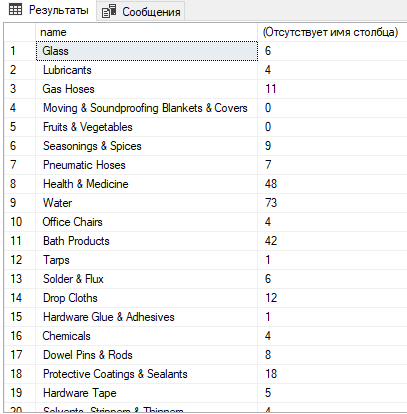 Результаты Сообщения
name (Отсутствует имя столбца)
1 Glass 6
2 Lubricants 4
3 Gas Hoses 11
4 Moving & Soundproofing Blankets & Covers 0
5 Fruits & Vegetables 0
6 Seasonings & Spices 9
7 Pneumatic Hoses 7
8 Health & Medicine 48
9 Water 73
10 Office Chairs 4
11 Bath Products 42
12 Tarps 1
13 Solder & Flux 6
14 Drop Cloths 12
15 Hardware Glue & Adhesives 1
16 Chemicals 4
17 Dowel Pins & Rods 8
18 Protective Coatings & Sealants 18
19 Hardware Tape 5
20 Solvents, Strippers & Thinners 4